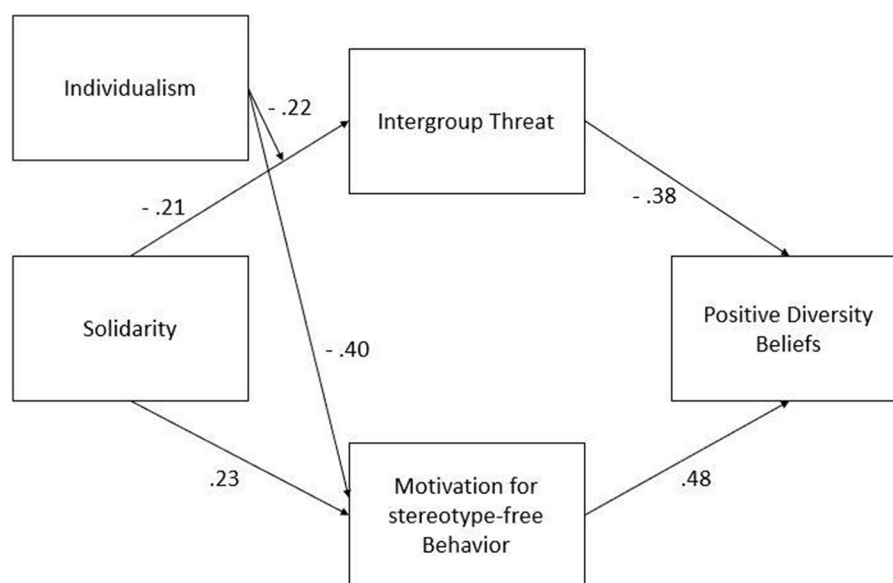 Individualism
- .22
Intergroup Threat
- .21
- .38
Solidarity
Positive Diversity
Beliefs
- .40
.23
Motivation for
stereotype-free
Behavior
.48